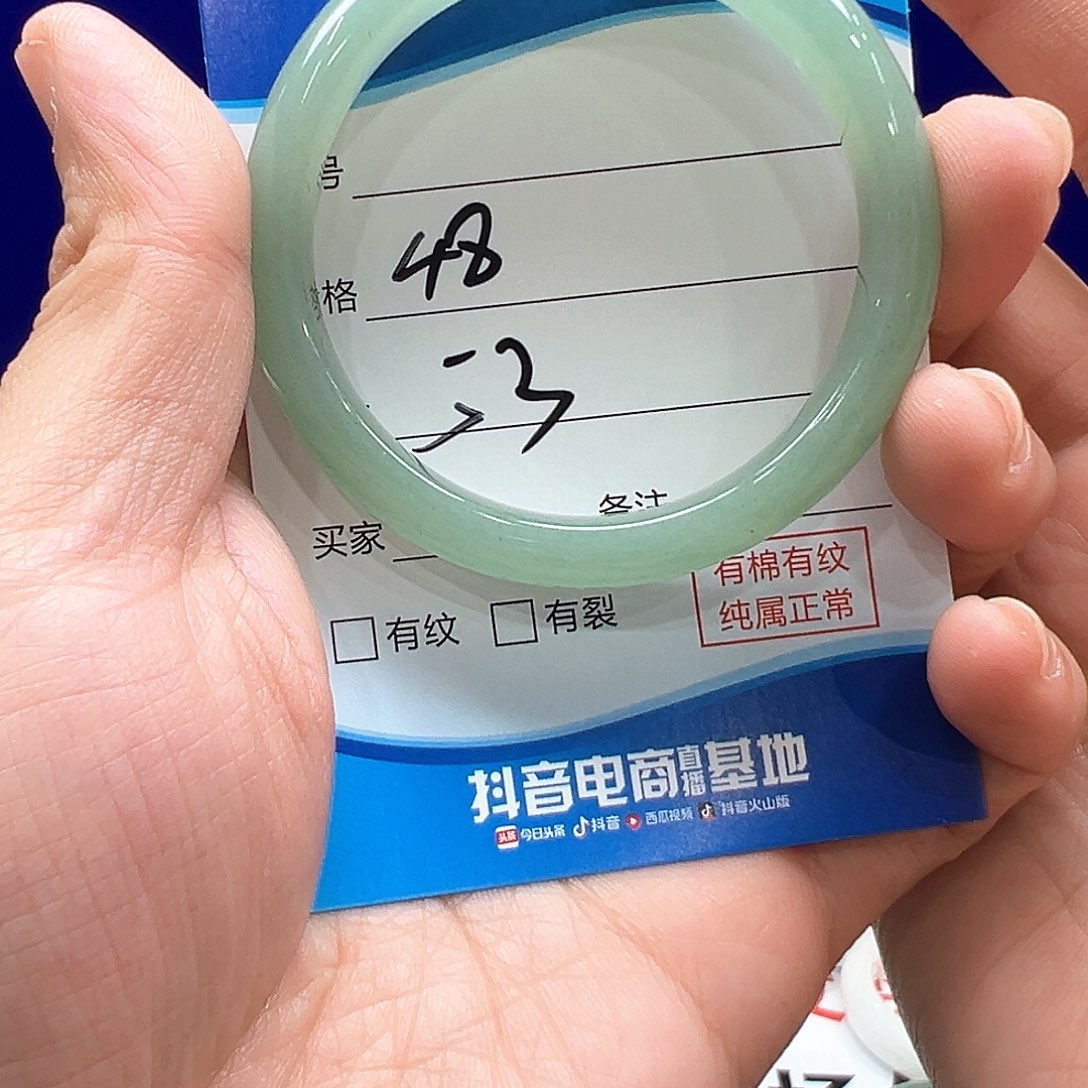 号
格 48
53
备注
买家
有纹 有裂
有棉有纹
纯属正常
抖音电商直播基地
头条 今日头条 抖音 西瓜视频 抖音火山版